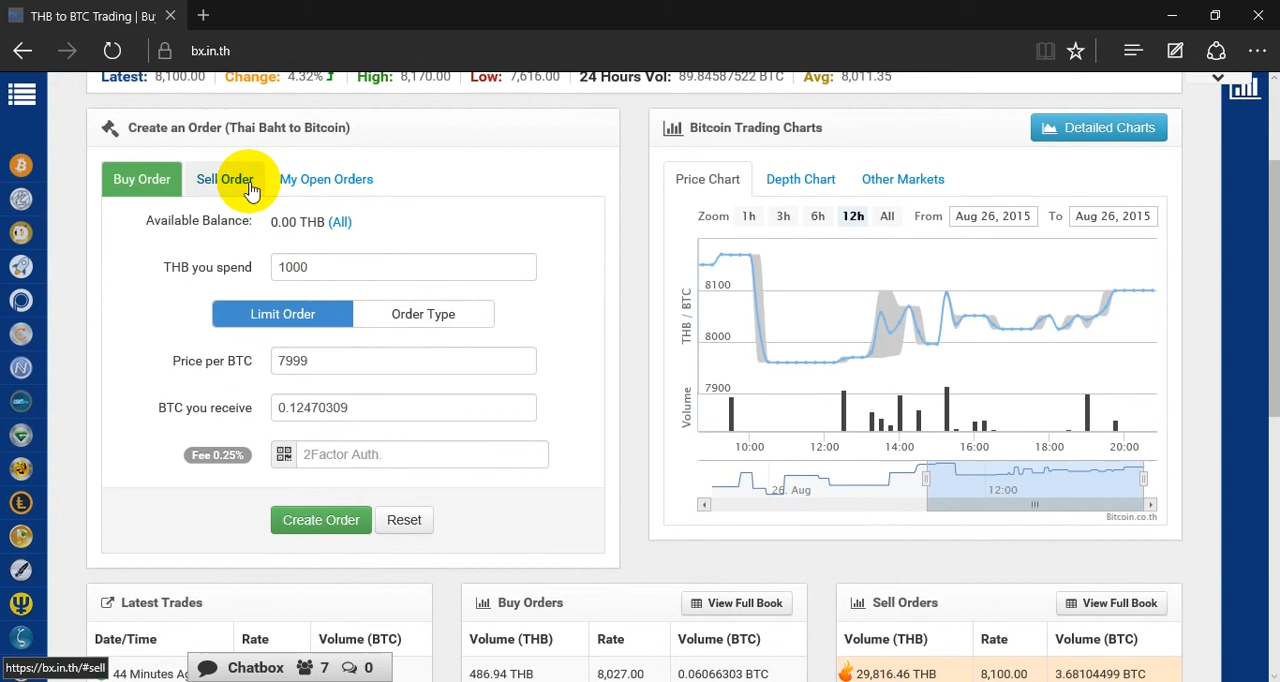 THB to BTC Trading | Bu
bx.in.th
Latest: 8,100.00 Change: 4.32% High: 8,170.00 Low: 7,616.00 24 Hours Vol: 89.84587522 BTC Avg: 8,011.35
Create an Order (Thai Baht to Bitcoin)
Buy Order Sell Order My Open Orders
Available Balance: 0.00 THB (All)
THB you spend 1000
Limit Order Order Type
Price per BTC 7999
BTC you receive 0.12470309
Fee 0.25% 2Factor Auth.
Create Order Reset
Bitcoin Trading Charts Detailed Charts
Price Chart Depth Chart Other Markets
Zoom 1h 3h 6h 12h All From Aug 26, 2015 To Aug 26, 2015
THB / BTC
8100
8000
7900
Volume
10:00 12:00 14:00 16:00 18:00 20:00
26. Aug 12:00
Bitcoin.co.th
Latest Trades
Date/Time Rate Volume (BTC)
44 Minutes Ag
Buy Orders View Full Book
Volume (THB) Rate Volume (BTC)
486.94 THB 8,027.00 0.06066303 BTC
Sell Orders View Full Book
Volume (THB) Rate Volume (BTC)
29,816.46 THB 8,100.00 3.68104499 BTC
https://bx.in.th/#sell
Chatbox 7 0